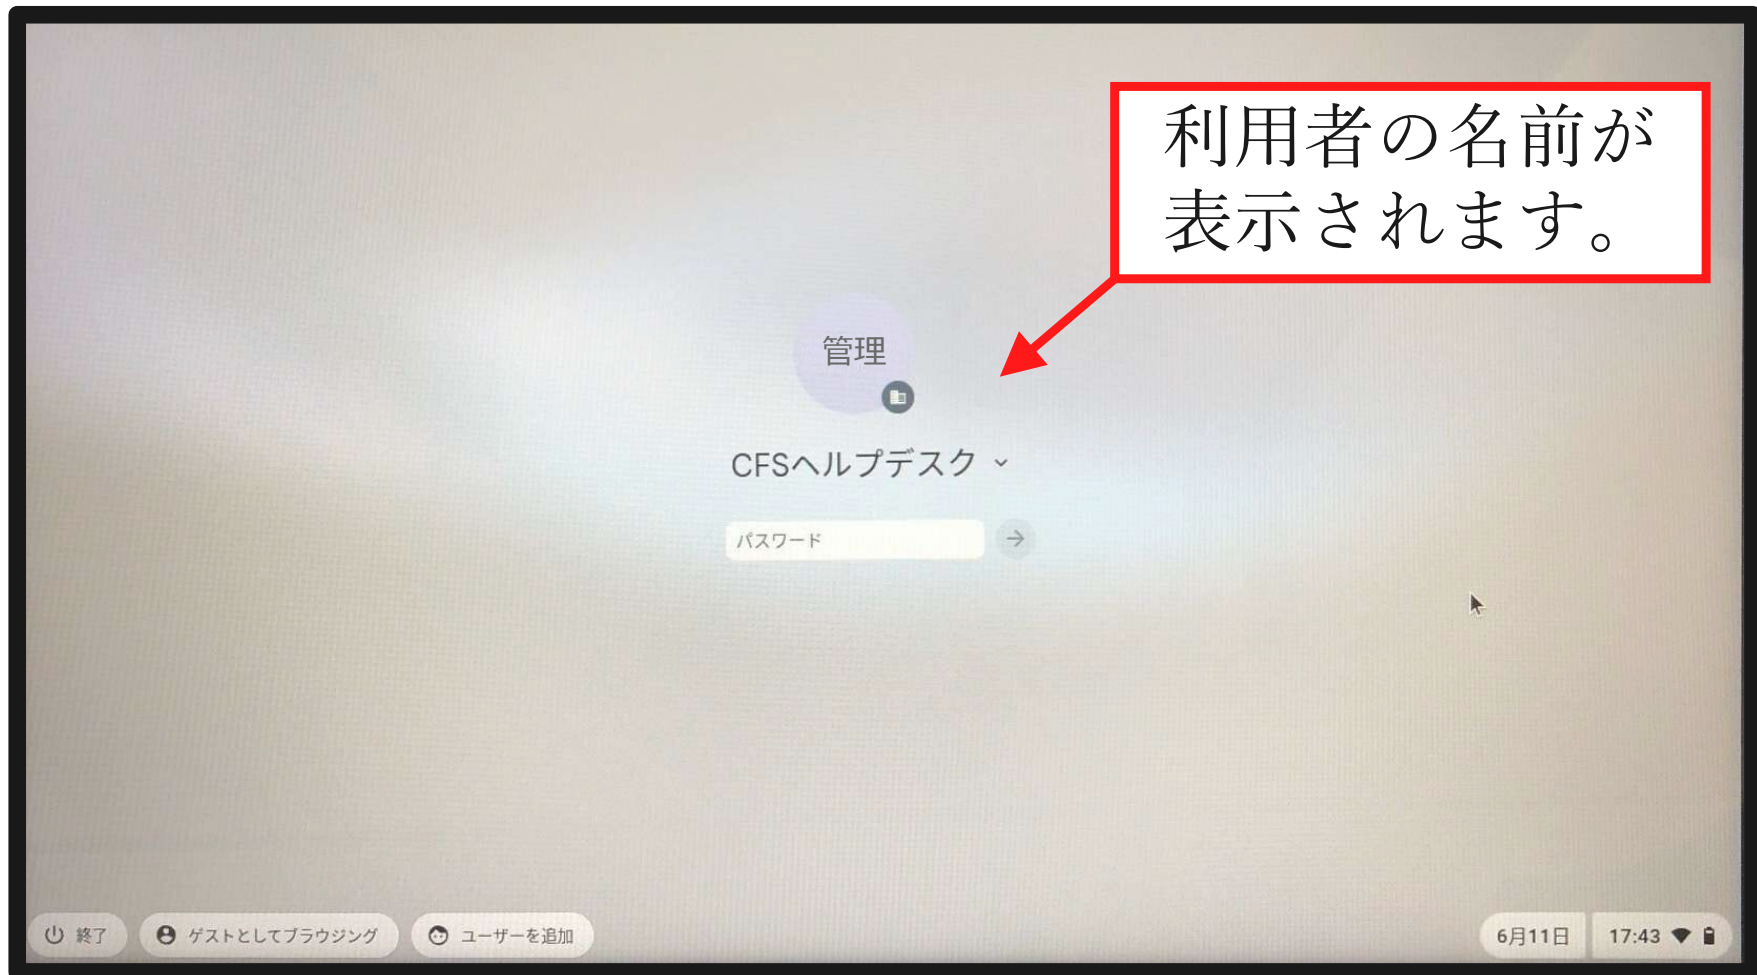 利用者の名前が
表示されます。
管理
CFSヘルプデスク
パスワード
終了
ゲストとしてブラウジング
ユーザーを追加
6月11日
17:43